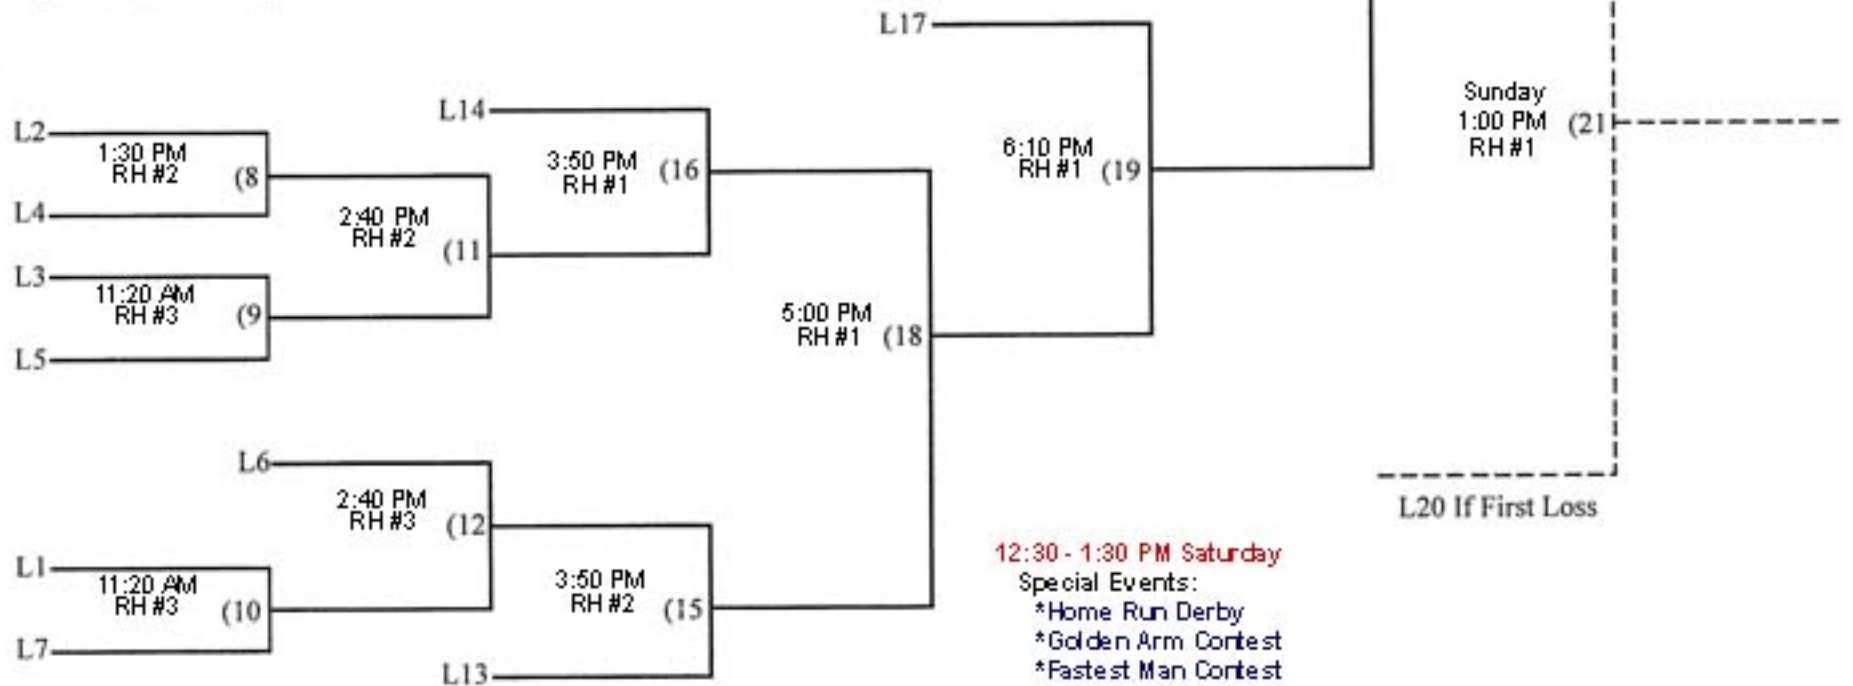 L17
Sunday
1:00 PM (21
RH #1
L14
L2
1:30 PM
RH #2 (8
L4
3:50 PM
RH #1 (16
6:10 PM
RH #1 (19
2:40 PM
RH #2 (11
L3
11:20 AM
RH #3 (9
L5
5:00 PM
RH #1 (18
L6
2:40 PM
RH #3 (12
L20 If First Loss
L1
11:20 AM
RH #3 (10
L7
3:50 PM
RH #2 (15
L13
12:30 - 1:30 PM Saturday
Special Events:
*Home Run Derby
*Golden Arm Contest
*Fastest Man Contest